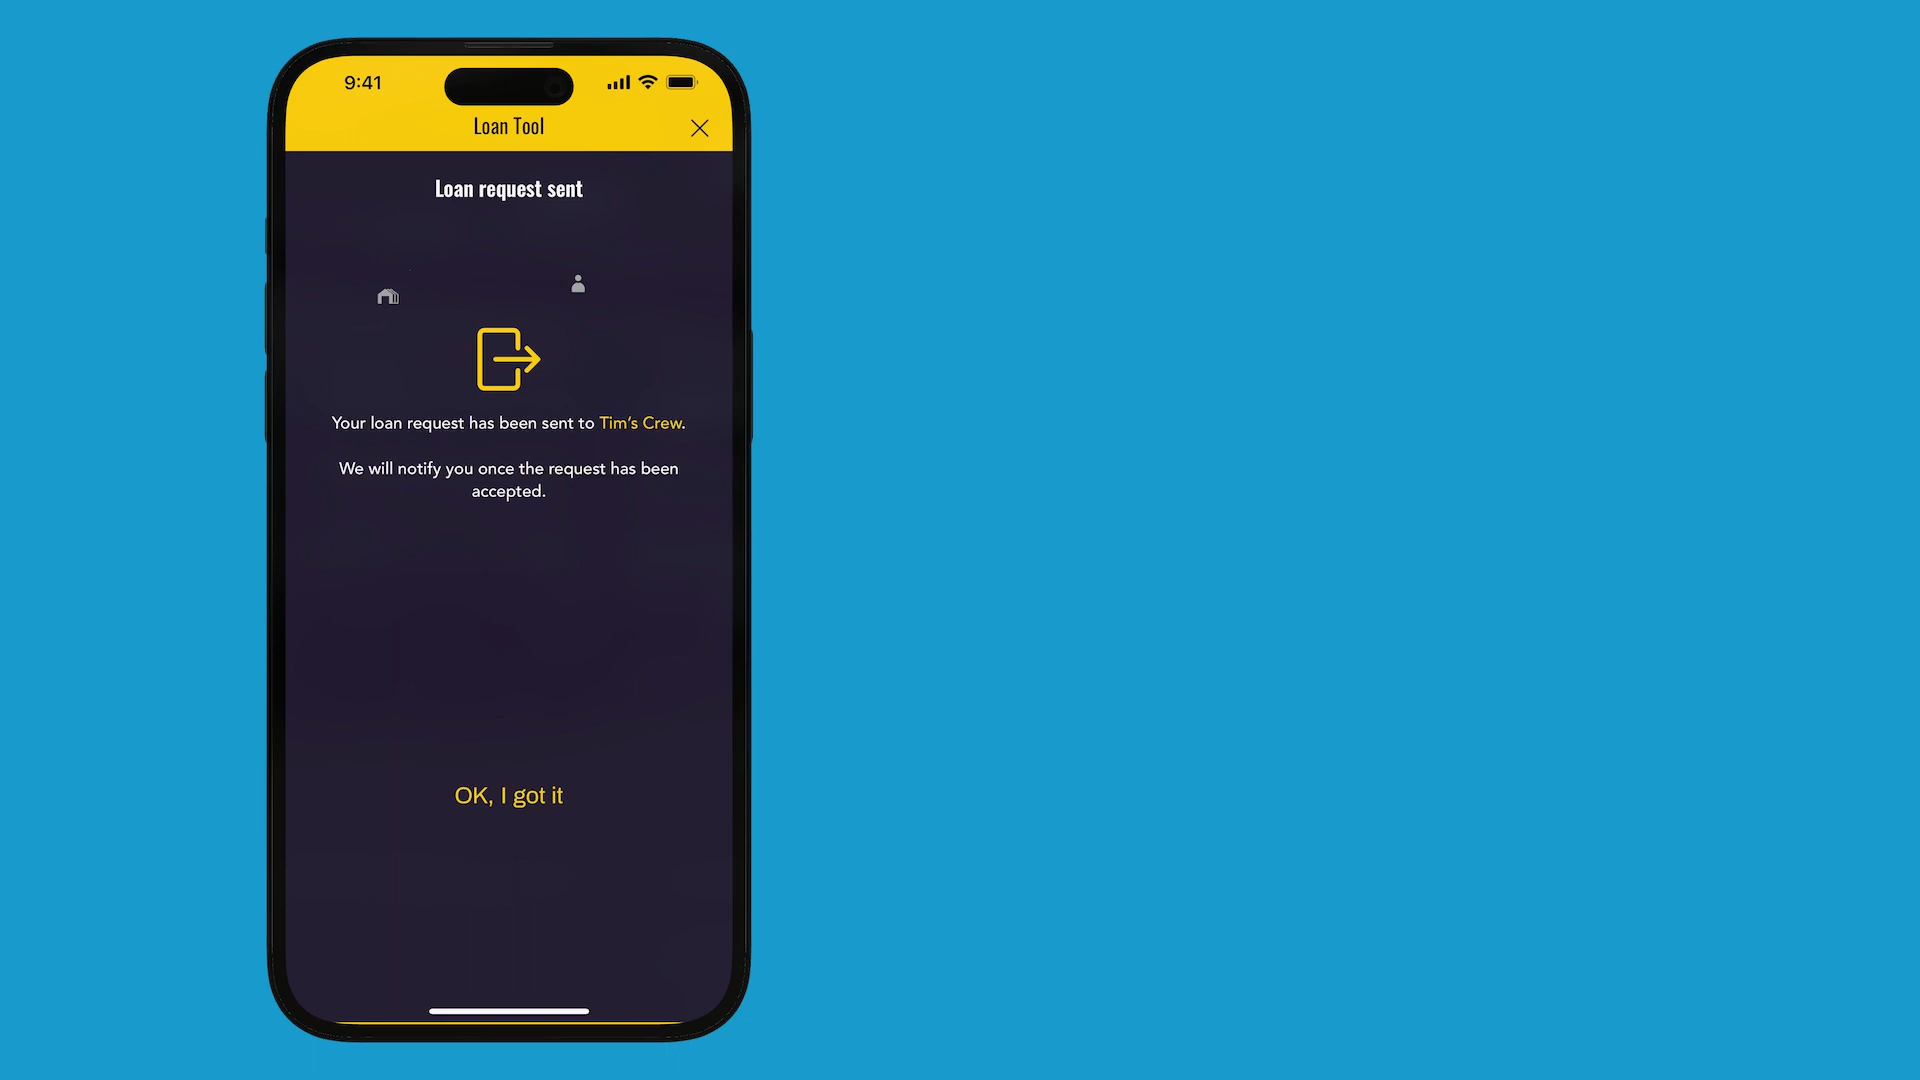 9:41
Loan Tool
Loan request sent
Your loan request has been sent to Tim's Crew.
We will notify you once the request has been
accepted.
OK, I got it